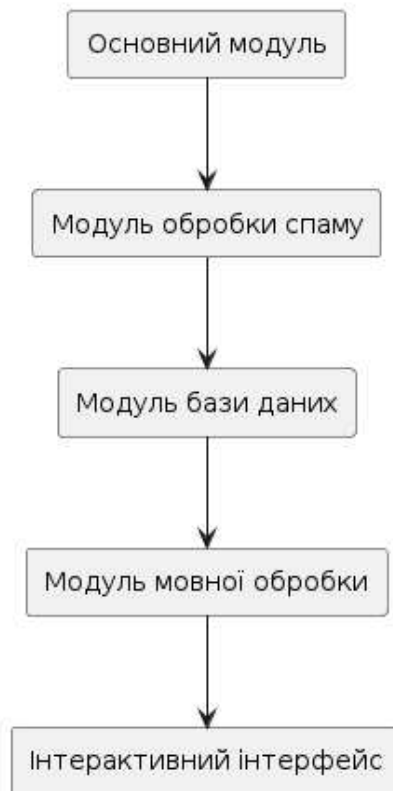 Основний модуль
Модуль обробки спаму
Модуль бази даних
Модуль мовної обробки
Інтерактивний інтерфейс